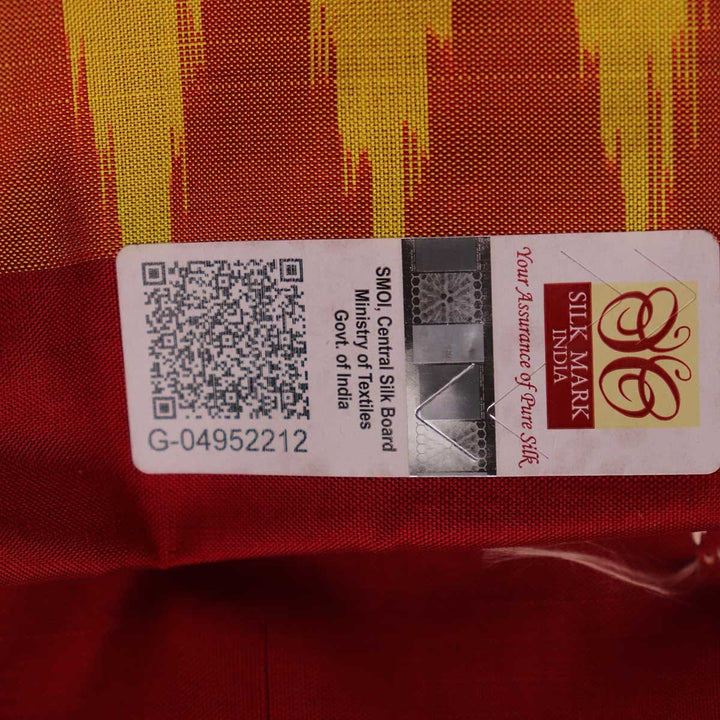 G-04952212
SMOI, Central Silk Board
Ministry of Textiles
Govt. of India
Your Assurance of Pure Silk
SILK MARK
INDIA